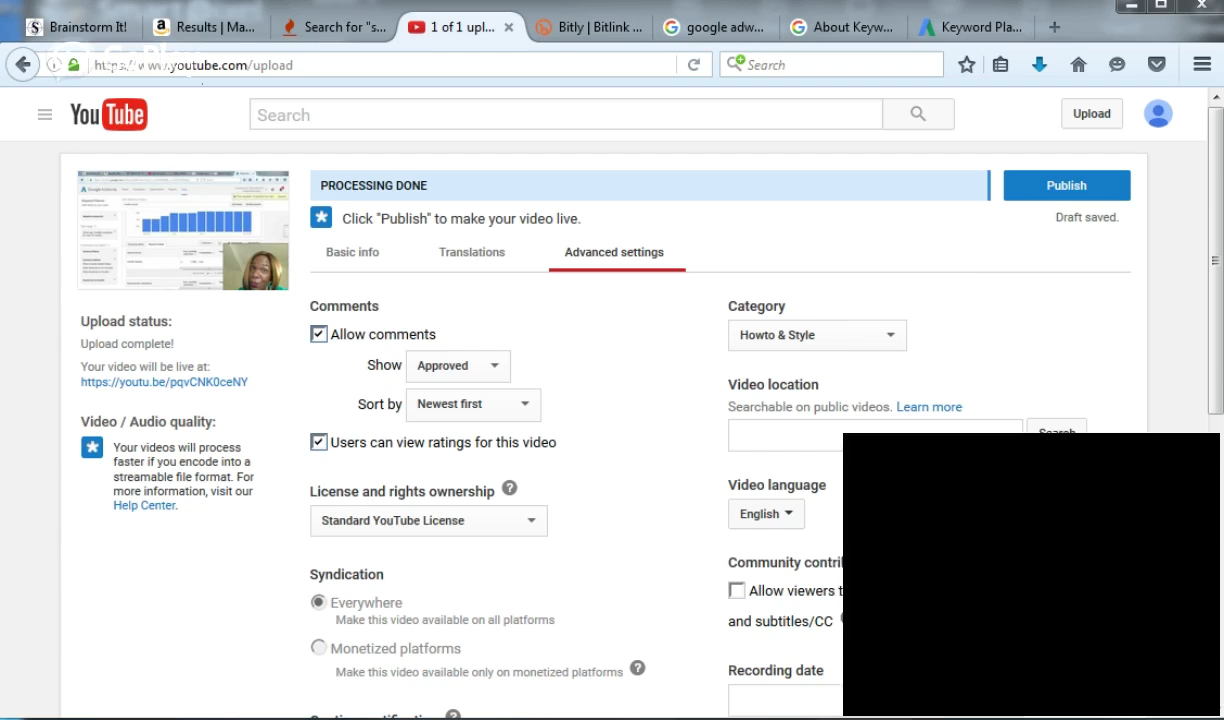 Brainstorm It!
Results | Ma...
Search for "s...
1 of 1 upl...
Bitly | Bitlink ...
google adw...
About Keyw...
Keyword Pla...
https://www.youtube.com/upload
Search
YouTube
Search
Upload
PROCESSING DONE
Publish
Click "Publish" to make your video live.
Draft saved.
Basic info
Translations
Advanced settings
Upload status:
Upload complete!
Your video will be live at:
https://youtu.be/pqvCNK0ceNY
Video / Audio quality:
Your videos will process
faster if you encode into a
streamable file format. For
more information, visit our
Help Center.
Comments
Allow comments
Show Approved
Sort by Newest first
Users can view ratings for this video
License and rights ownership
Standard YouTube License
Syndication
Everywhere
Make this video available on all platforms
Monetized platforms
Make this video available only on monetized platforms
Category
Howto & Style
Video location
Searchable on public videos. Learn more
Search
Video language
English
Community contri
Allow viewers t
and subtitles/CC
Recording date